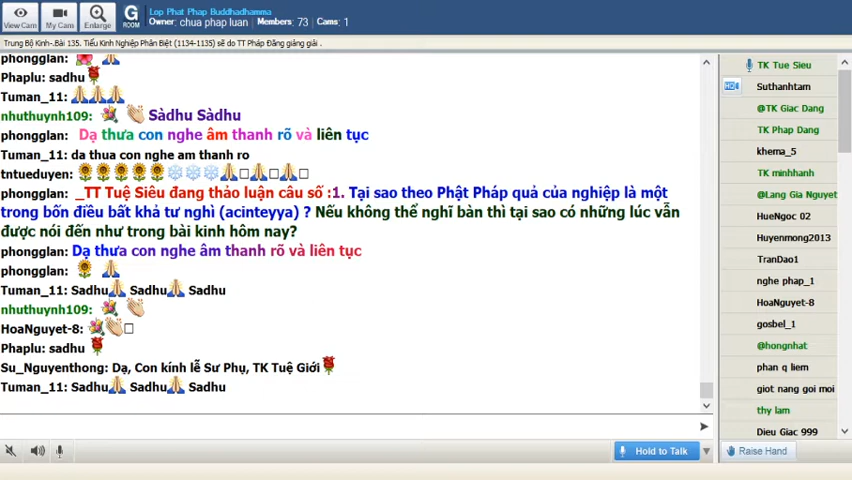 View Cam
My Cam
Enlarge
G
ROOM
Lop Phat Phap Buddhadhamma
Owner: chua phap luan Members: 73 Cams: 1
Trung Bộ Kinh-.Bài 135. Tiểu Kinh Nghiệp Phân Biệt (1134-1135) sẽ do TT Pháp Đăng giảng giải .
phongglan:
Phaplu: sadhu
Tuman_11:
nhuthuynh109: Sàdhu Sàdhu
phongglan: Dạ thưa con nghe âm thanh rõ và liên tục
Tuman_11: da thua con nghe am thanh ro
tntueduyen:
phongglan: _TT Tuệ Siêu đang thảo luận câu số :1. Tại sao theo Phật Pháp quả của nghiệp là một
trong bốn điều bất khả tư nghì (acinteyya) ? Nếu không thể nghĩ bàn thì tại sao có những lúc vẫn
được nói đến như trong bài kinh hôm nay?
phongglan: Dạ thưa con nghe âm thanh rõ và liên tục
phongglan:
Tuman_11: Sadhu Sadhu Sadhu
nhuthuynh109:
HoaNguyet-8:
Phaplu: sadhu
Su_Nguyenthong: Dạ, Con kính lễ Sư Phụ, TK Tuệ Giới
Tuman_11: Sadhu Sadhu Sadhu
Hold to Talk
TK Tue Sieu
Suthanhtam
@TK Giac Dang
TK Phap Dang
khema_5
TK minhhanh
@Lang Gia Nguyet
HueNgoc 02
Huyenmong2013
TranDao1
nghe phap_1
HoaNguyet-8
gosbel_1
@hongnhat
phan q liem
giot nang goi moi
thy lam
Dieu Giac 999
Raise Hand